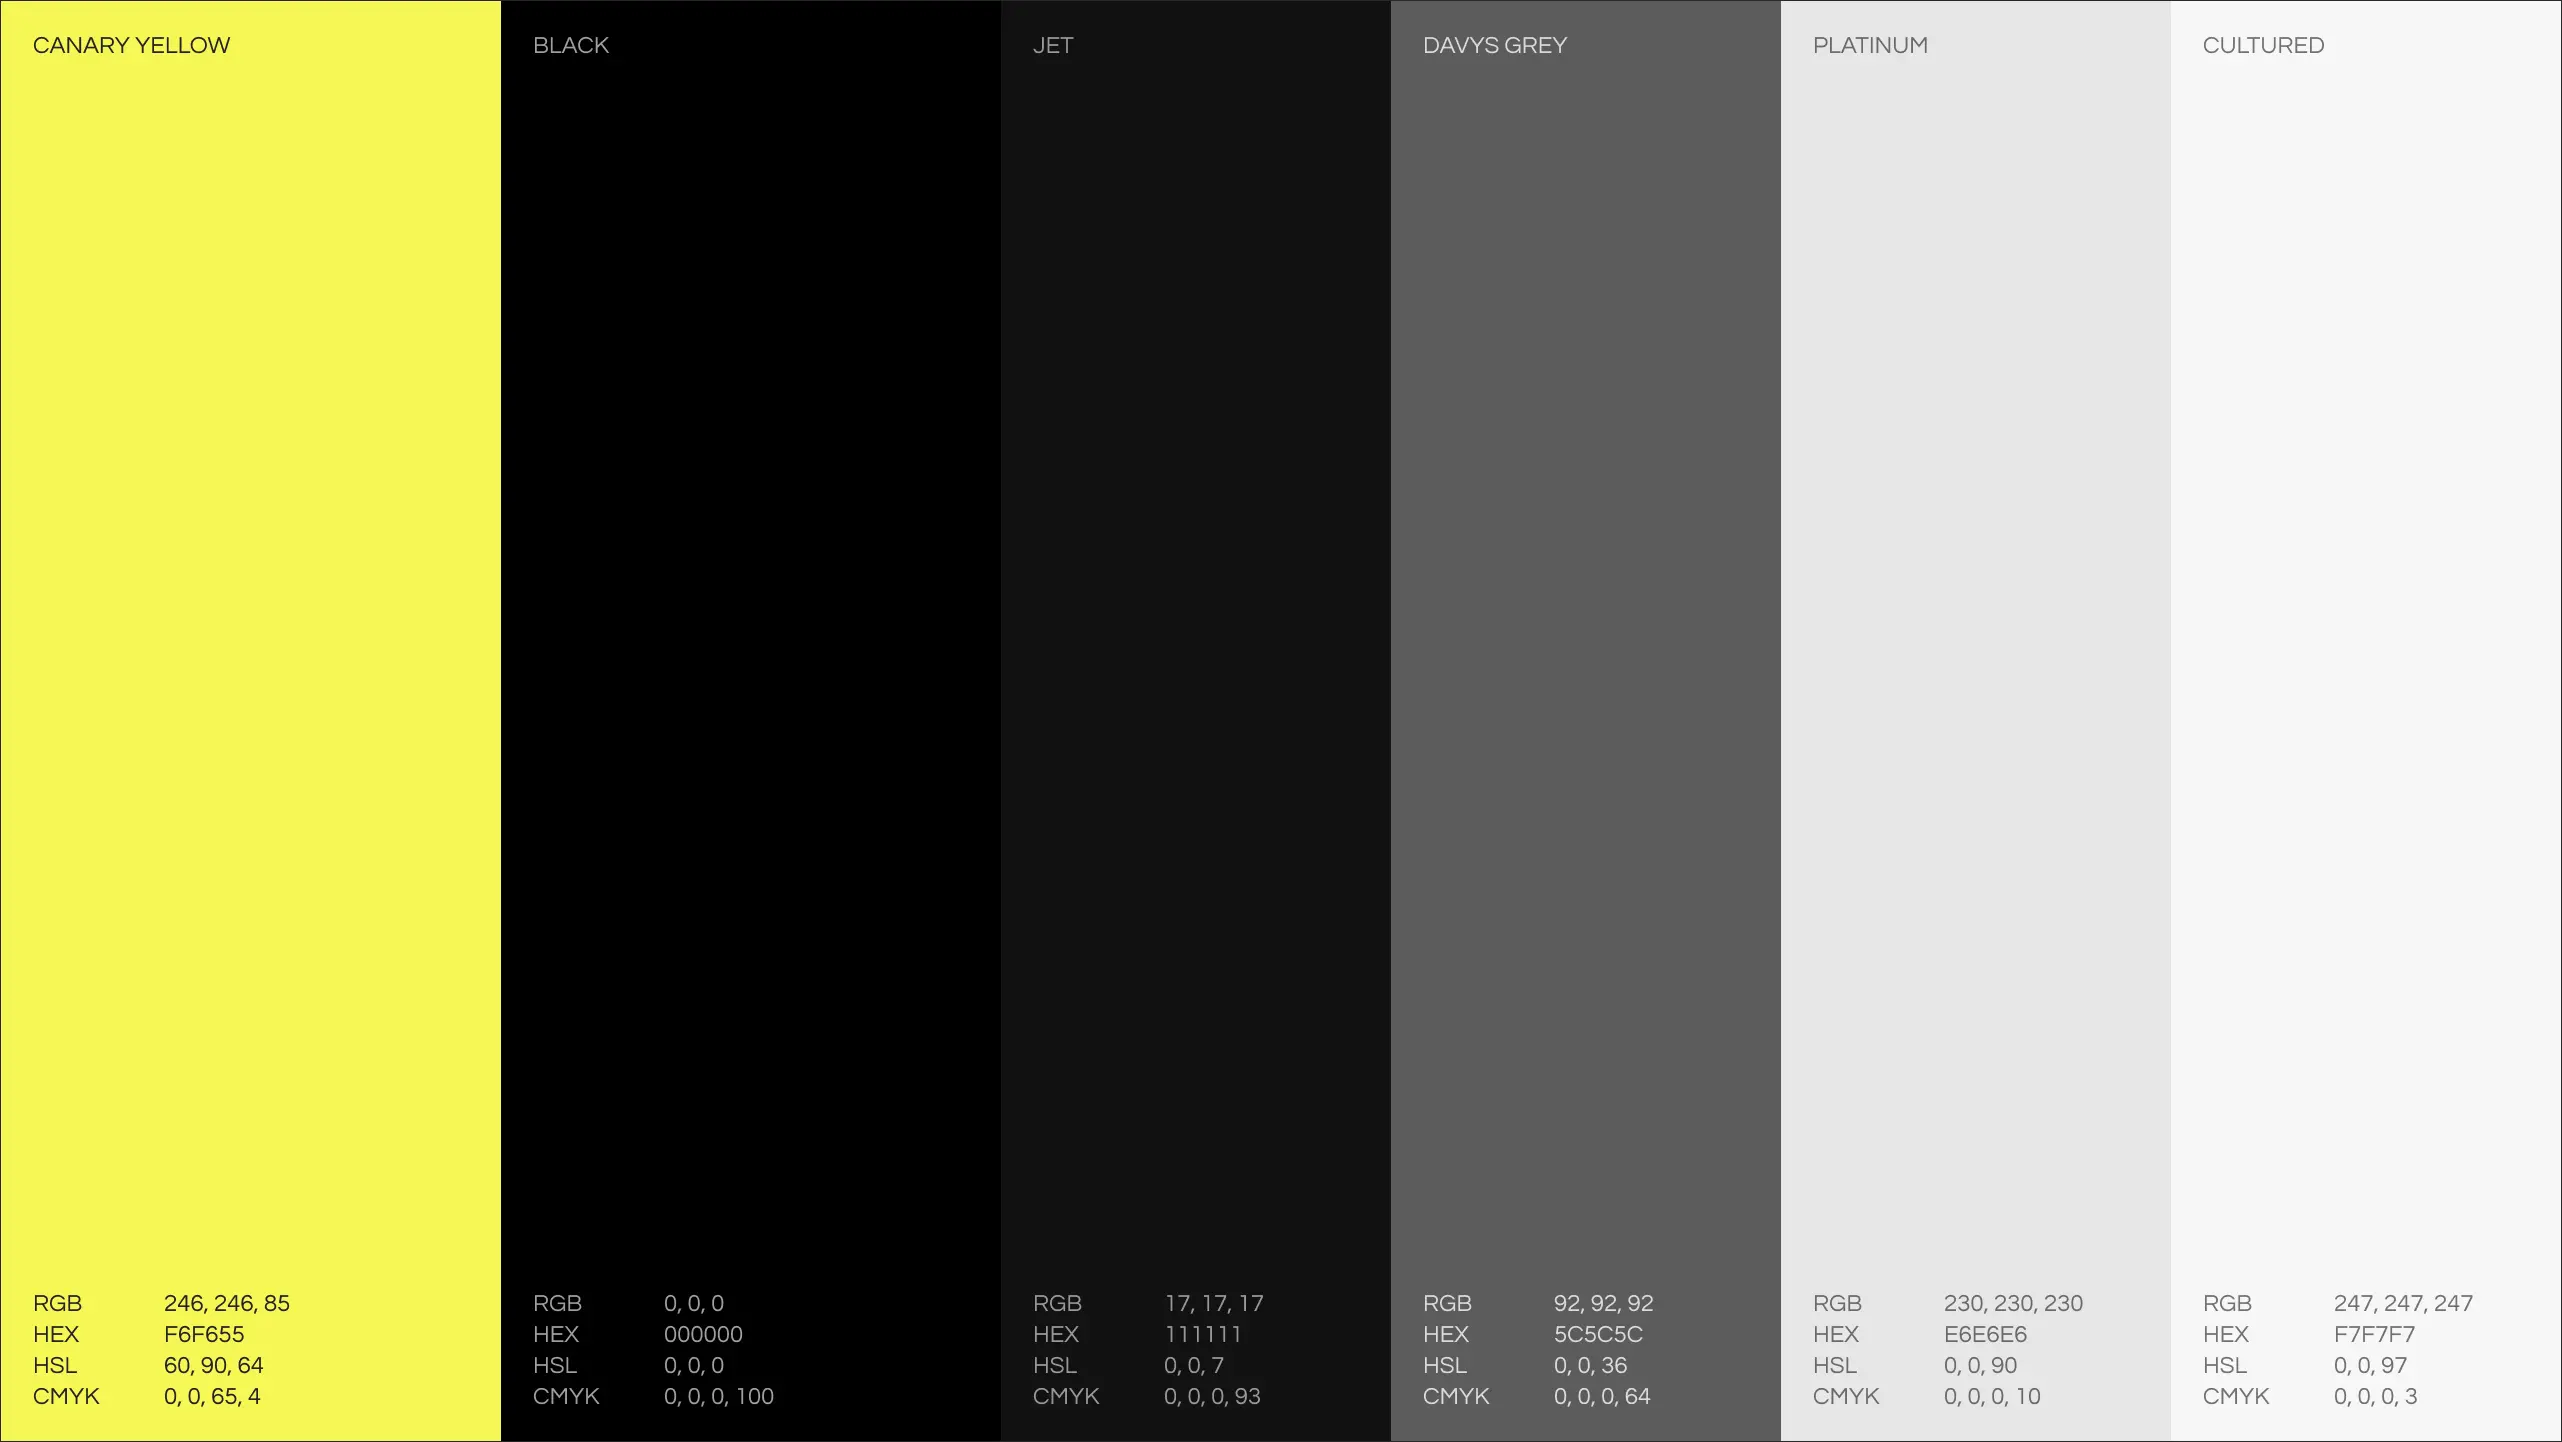 CANARY YELLOW
RGB 246, 246, 85
HEX F6F655
HSL 60, 90, 64
CMYK 0, 0, 65, 4
BLACK
RGB 0, 0, 0
HEX 000000
HSL 0, 0, 0
CMYK 0, 0, 0, 100
JET
RGB 17, 17, 17
HEX 111111
HSL 0, 0, 7
CMYK 0, 0, 0, 93
DAVYS GREY
RGB 92, 92, 92
HEX 5C5C5C
HSL 0, 0, 36
CMYK 0, 0, 0, 64
PLATINUM
RGB 230, 230, 230
HEX E6E6E6
HSL 0, 0, 90
CMYK 0, 0, 0, 10
CULTURED
RGB 247, 247, 247
HEX F7F7F7
HSL 0, 0, 97
CMYK 0, 0, 0, 3